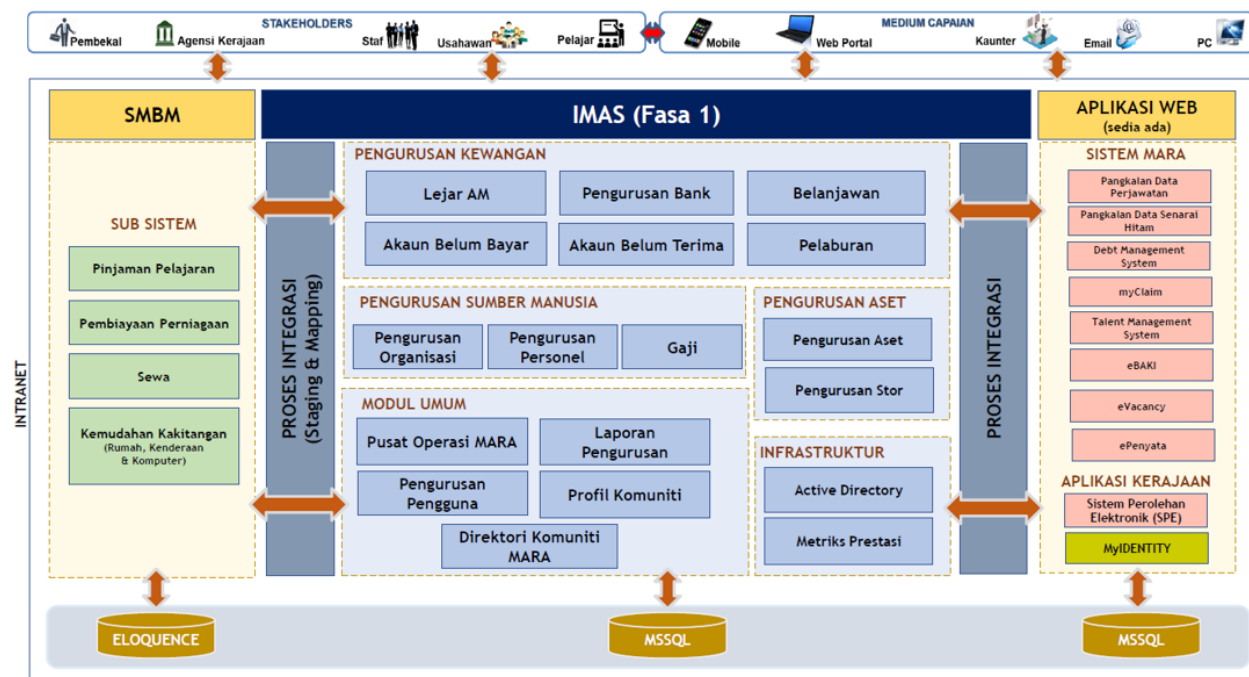 STAKEHOLDERS
Pembekal
Agensi Kerajaan
Staf
Usahawan
Pelajar
MEDIUM CAPAIAN
Mobile
Web Portal
Kaunter
Email
PC
INTRANET
SMBM
SUB SISTEM
Pinjaman Pelajaran
Pembiayaan Perniagaan
Sewa
Kemudahan Kakitangan
(Rumah, Kenderaan
& Komputer)
IMAS (Fasa 1)
PROSES INTEGRASI
(Staging & Mapping)
PENGURUSAN KEWANGAN
Lejar AM
Pengurusan Bank
Belanjawan
Akaun Belum Bayar
Akaun Belum Terima
Pelaburan
PENGURUSAN SUMBER MANUSIA
Pengurusan
Organisasi
Pengurusan
Personel
Gaji
PENGURUSAN ASET
Pengurusan Aset
Pengurusan Stor
MODUL UMUM
Pusat Operasi MARA
Laporan
Pengurusan
Pengurusan
Pengguna
Profil Komuniti
Direktori Komuniti
MARA
INFRASTRUKTUR
Active Directory
Metriks Prestasi
PROSES INTEGRASI
APLIKASI WEB
(sedia ada)
SISTEM MARA
Pangkalan Data
Perjawatan
Pangkalan Data Senarai
Hitam
Debt Management
System
myClaim
Talent Management
System
eBAKI
eVacancy
ePenyata
APLIKASI KERAJAAN
Sistem Perolehan
Elektronik (SPE)
MyIDENTITY
ELOQUENCE
MSSQL
MSSQL